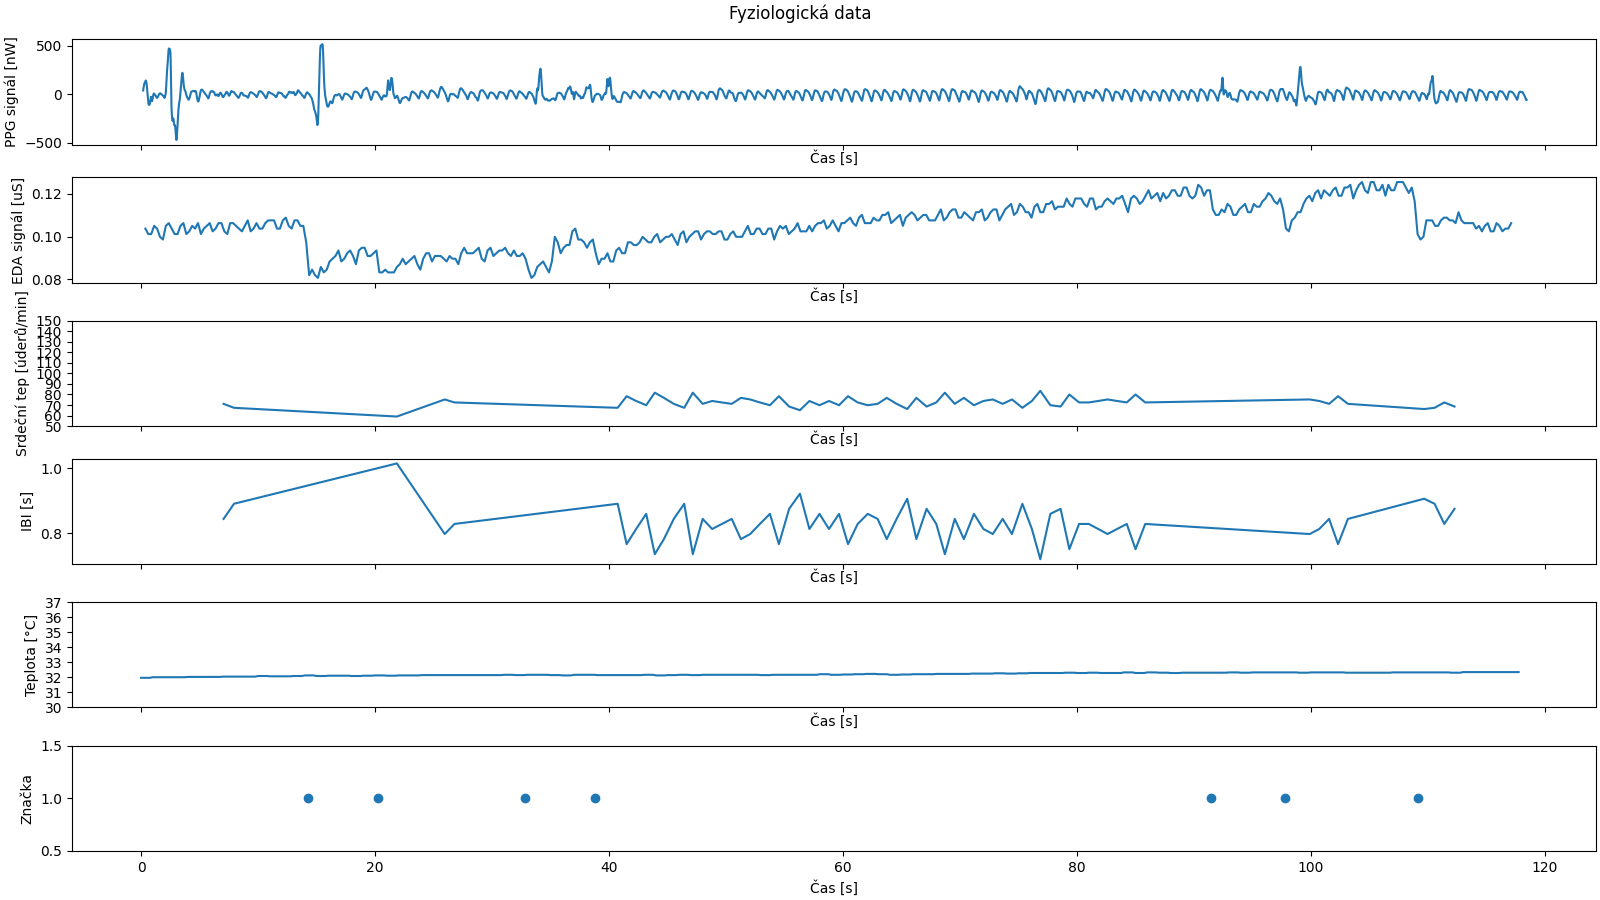 Fyziologická data
PPG signál [nW]
500
0
−500
Čas [s]
EDA signál [uS]
0.12
0.10
0.08
Čas [s]
Srdeční tep [úderů/min]
150
140
130
120
110
100
90
80
70
60
50
Čas [s]
IBI [s]
1.0
0.8
Čas [s]
Teplota [°C]
37
36
35
34
33
32
31
30
Čas [s]
Značka
1.5
1.0
0.5
0 20 40 60 80 100 120
Čas [s]